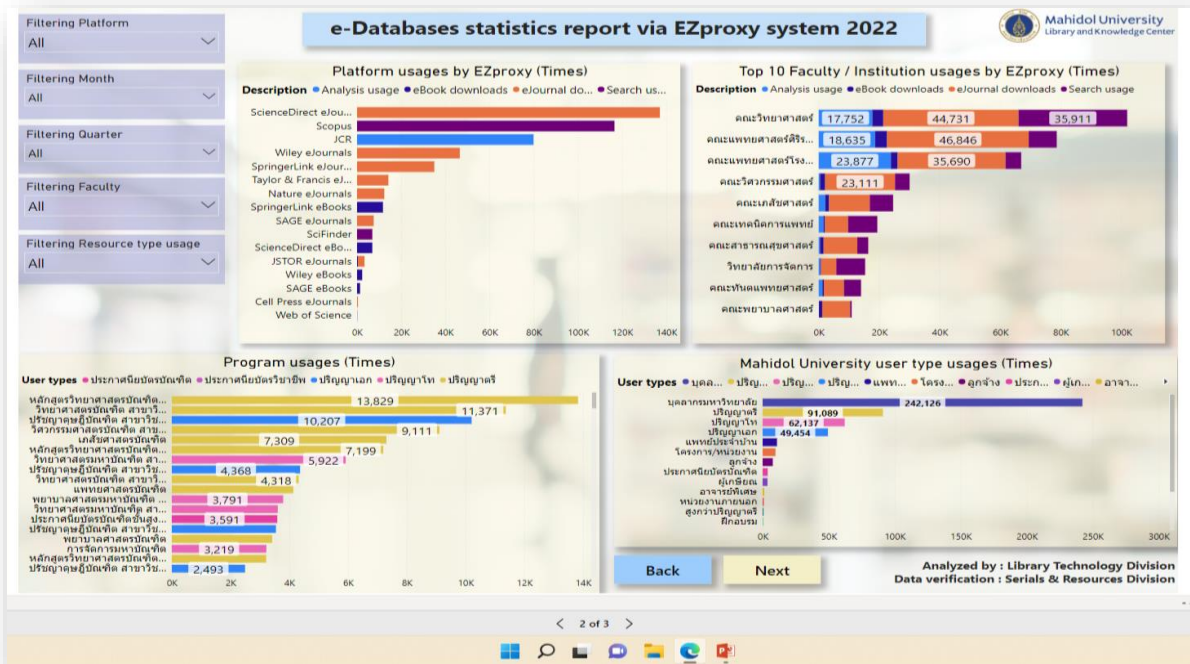 Filtering Platform
All
Filtering Month
All
Filtering Quarter
All
Filtering Faculty
All
Filtering Resource type usage
All
e-Databases statistics report via EZproxy system 2022
Mahidol University
Library and Knowledge Center
Platform usages by EZproxy (Times)
Description Analysis usage eBook downloads eJournal do... Search us...
ScienceDirect eJou...
Scopus
JCR
Wiley eJournals
SpringerLink eJour...
Taylor & Francis eJ...
Nature eJournals
SpringerLink eBooks
SAGE eJournals
SciFinder
ScienceDirect eBo...
JSTOR eJournals
Wiley eBooks
SAGE eBooks
Cell Press eJournals
Web of Science
0K 20K 40K 60K 80K 100K 120K 140K
Top 10 Faculty / Institution usages by EZproxy (Times)
Description Analysis usage eBook downloads eJournal downloads Search usage
คณะวิทยาศาสตร์ 17,752 44,731 35,911
คณะแพทยศาสตร์ศิริร... 18,635 46,846
คณะแพทยศาสตร์โรง... 23,877 35,690
คณะวิศวกรรมศาสตร์ 23,111
คณะเภสัชศาสตร์
คณะเทคนิคการแพทย์
คณะสาธารณสุขศาสตร์
วิทยาลัยการจัดการ
คณะทันตแพทยศาสตร์
คณะพยาบาลศาสตร์
0K 20K 40K 60K 80K 100K
Program usages (Times)
User types ประกาศนียบัตรบัณฑิต ประกาศนียบัตรวิชาชีพ ปริญญาเอก ปริญญาโท ปริญญาตรี
หลักสูตรวิทยาศาสตรบัณฑิต... 13,829
วิทยาศาสตรบัณฑิต สาขาวิ... 11,371
ปรัชญาดุษฎีบัณฑิต สาขาวิช... 10,207
วิศวกรรมศาสตรบัณฑิต สาข... 9,111
เภสัชศาสตรบัณฑิต 7,309
หลักสูตรวิทยาศาสตรบัณฑิต... 7,199
วิทยาศาสตรมหาบัณฑิต สา... 5,922
ปรัชญาดุษฎีบัณฑิต สาขาวิช... 4,368
วิทยาศาสตรบัณฑิต สาขาวิ... 4,318
แพทยศาสตรบัณฑิต
พยาบาลศาสตรมหาบัณฑิต ... 3,791
วิทยาศาสตรมหาบัณฑิต สา...
ประกาศนียบัตรบัณฑิตชั้นสูง... 3,591
ปรัชญาดุษฎีบัณฑิต สาขาวิช...
พยาบาลศาสตรบัณฑิต
การจัดการมหาบัณฑิต 3,219
หลักสูตรวิทยาศาสตรบัณฑิต...
ปรัชญาดุษฎีบัณฑิต สาขาวิช... 2,493
0K 2K 4K 6K 8K 10K 12K 14K
Mahidol University user type usages (Times)
User types บุคล... ปริญ... ปริญ... ปริญ... แพท... โครง... ลูกจ้าง ประก... ผู้เก... อาจา...
บุคลากรมหาวิทยาลัย 242,126
ปริญญาตรี 91,089
ปริญญาโท 62,137
ปริญญาเอก 49,454
แพทย์ประจำบ้าน
โครงการ/หน่วยงาน
ลูกจ้าง
ประกาศนียบัตรบัณฑิต
ผู้เกษียณ
อาจารย์พิเศษ
หน่วยงานภายนอก
สูงกว่าปริญญาตรี
ฝึกอบรม
0K 50K 100K 150K 200K 250K 300K
Back
Next
Analyzed by : Library Technology Division
Data verification : Serials & Resources Division
2 of 3